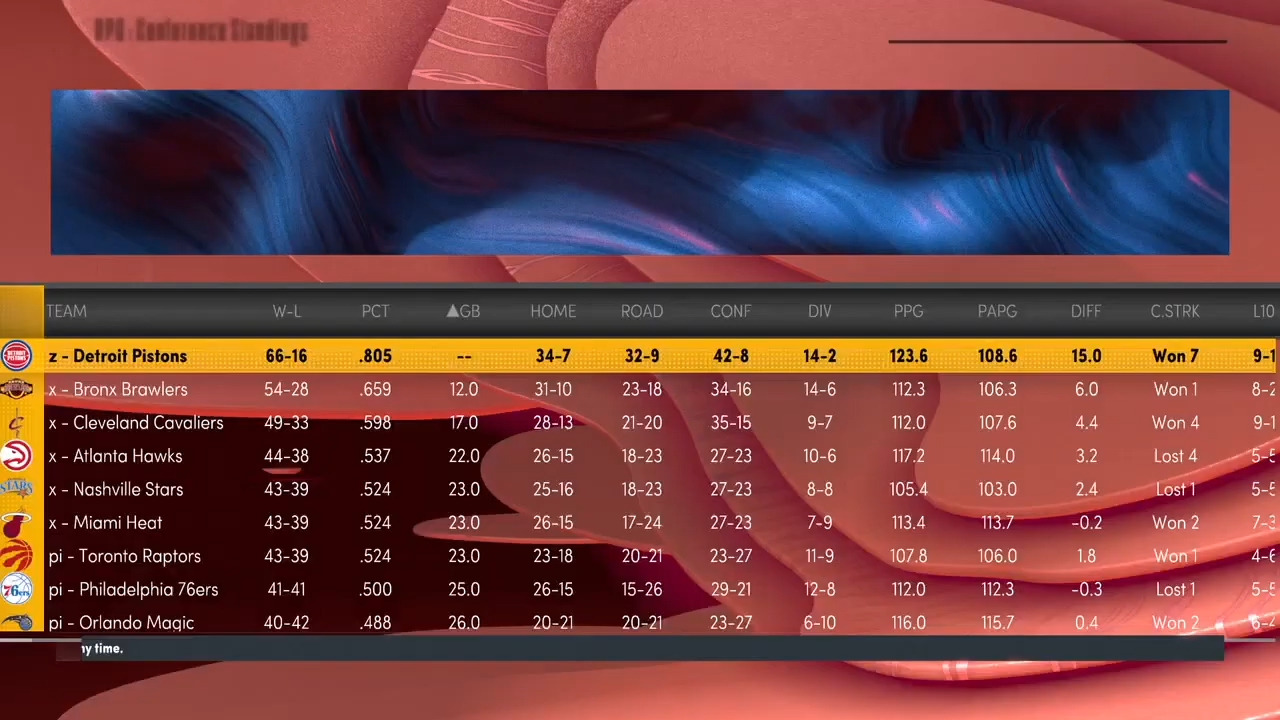 Conference Standings
TEAM W-L PCT ▲GB HOME ROAD CONF DIV PPG PAPG DIFF C.STRK L10
z - Detroit Pistons 66-16 .805 -- 34-7 32-9 42-8 14-2 123.6 108.6 15.0 Won 7 9-1
x - Bronx Brawlers 54-28 .659 12.0 31-10 23-18 34-16 14-6 112.3 106.3 6.0 Won 1 8-2
x - Cleveland Cavaliers 49-33 .598 17.0 28-13 21-20 35-15 9-7 112.0 107.6 4.4 Won 4 9-1
x - Atlanta Hawks 44-38 .537 22.0 26-15 18-23 27-23 10-6 117.2 114.0 3.2 Lost 4 5-5
x - Nashville Stars 43-39 .524 23.0 25-16 18-23 27-23 8-8 105.4 103.0 2.4 Lost 1 5-5
x - Miami Heat 43-39 .524 23.0 26-15 17-24 27-23 7-9 113.4 113.7 -0.2 Won 2 7-3
pi - Toronto Raptors 43-39 .524 23.0 23-18 20-21 23-27 11-9 107.8 106.0 1.8 Won 1 4-6
pi - Philadelphia 76ers 41-41 .500 25.0 26-15 15-26 29-21 12-8 112.0 112.3 -0.3 Lost 1 5-5
pi - Orlando Magic 40-42 .488 26.0 20-21 20-21 23-27 6-10 116.0 115.7 0.4 Won 2 6-4
ny time.